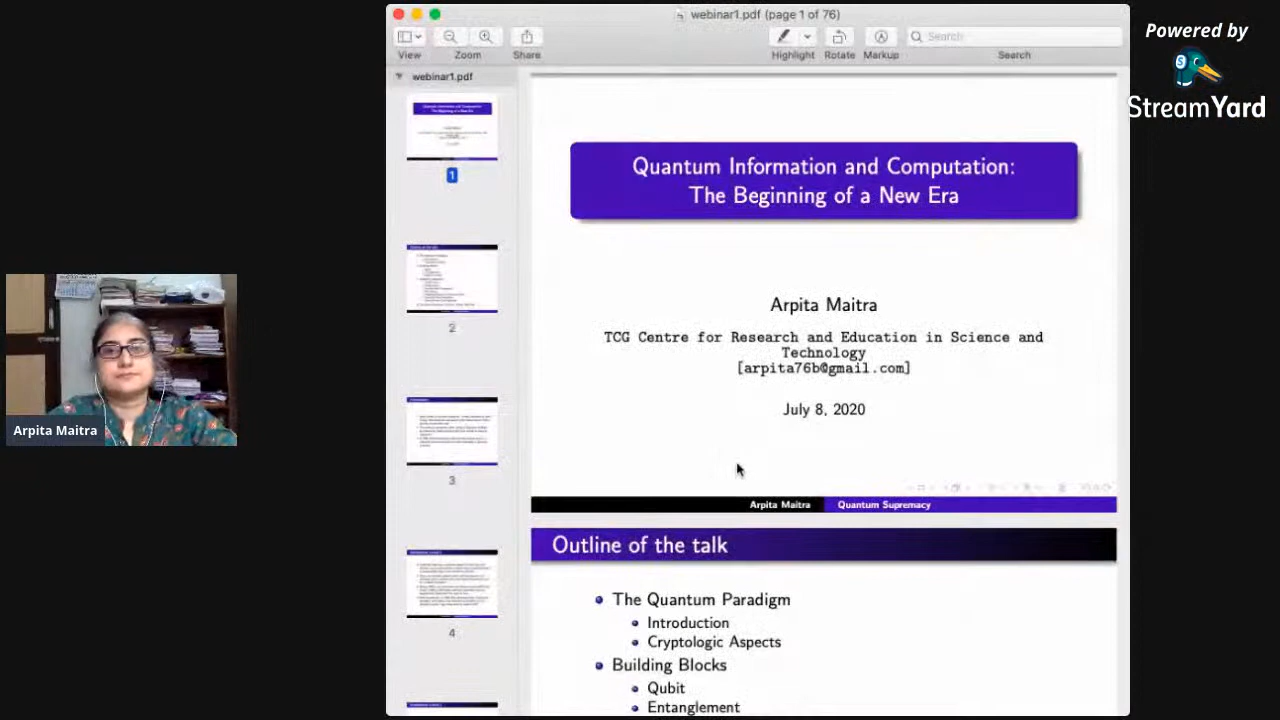 webinar1.pdf (page 1 of 76)
Powered by
StreamYard
View
Zoom
Share
Highlight
Rotate
Markup
Search
Search
webinar1.pdf
1
2
3
4
Quantum Information and Computation:
The Beginning of a New Era
Arpita Maitra
TCG Centre for Research and Education in Science and
Technology
[arpita76b@gmail.com]
July 8, 2020
Arpita Maitra
Quantum Supremacy
Outline of the talk
The Quantum Paradigm
Introduction
Cryptologic Aspects
Building Blocks
Qubit
Entanglement
Arpita Maitra